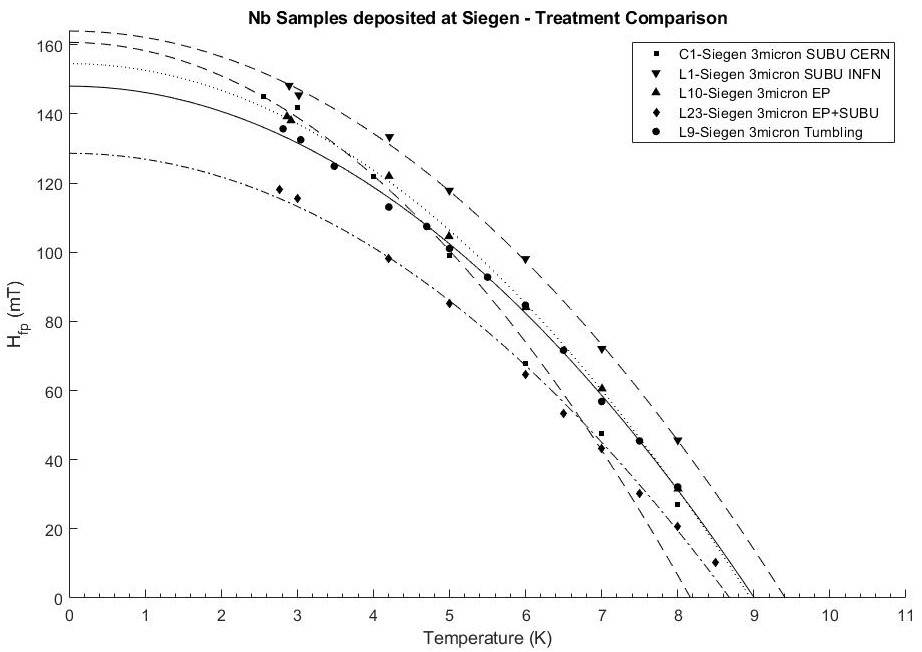 Nb Samples deposited at Siegen - Treatment Comparison
C1-Siegen 3micron SUBU CERN
L1-Siegen 3micron SUBU INFN
L10-Siegen 3micron EP
L23-Siegen 3micron EP+SUBU
L9-Siegen 3micron Tumbling
160
140
120
100
80
60
40
20
0
H_fp (mT)
0 1 2 3 4 5 6 7 8 9 10 11
Temperature (K)